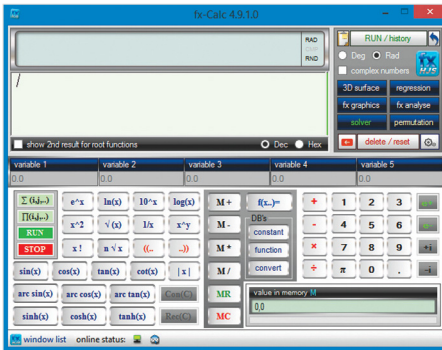 fx-Calc 4.9.1.0
RAD
CMP
RND
RUN / history
Deg Rad
complex numbers
fx
HJS
3D surface regression
fx graphics fx analyse
solver permutation
delete / reset
/
show 2nd result for root functions Dec Hex
variable 1 variable 2 variable 3 variable 4 variable 5
0.0 0.0 0.0 0.0 0.0
Σ (i,j,..) e^x ln(x) 10^x log(x) M + f(x..)= + 1 2 3
∏(i,j,..) x^2 √ (x) 1/x x^y M - DB's constant - 4 5 6
RUN
STOP x ! n √ x ((.. ..)) M * function × 7 8 9 +i
sin(x) cos(x) tan(x) cot(x) | x | M / convert ÷ π 0 . -i
arc sin(x) arc cos(x) arc tan(x) Con(C) MR value in memory M
sinh(x) cosh(x) tanh(x) Rec(C) MC 0,0
window list online status: